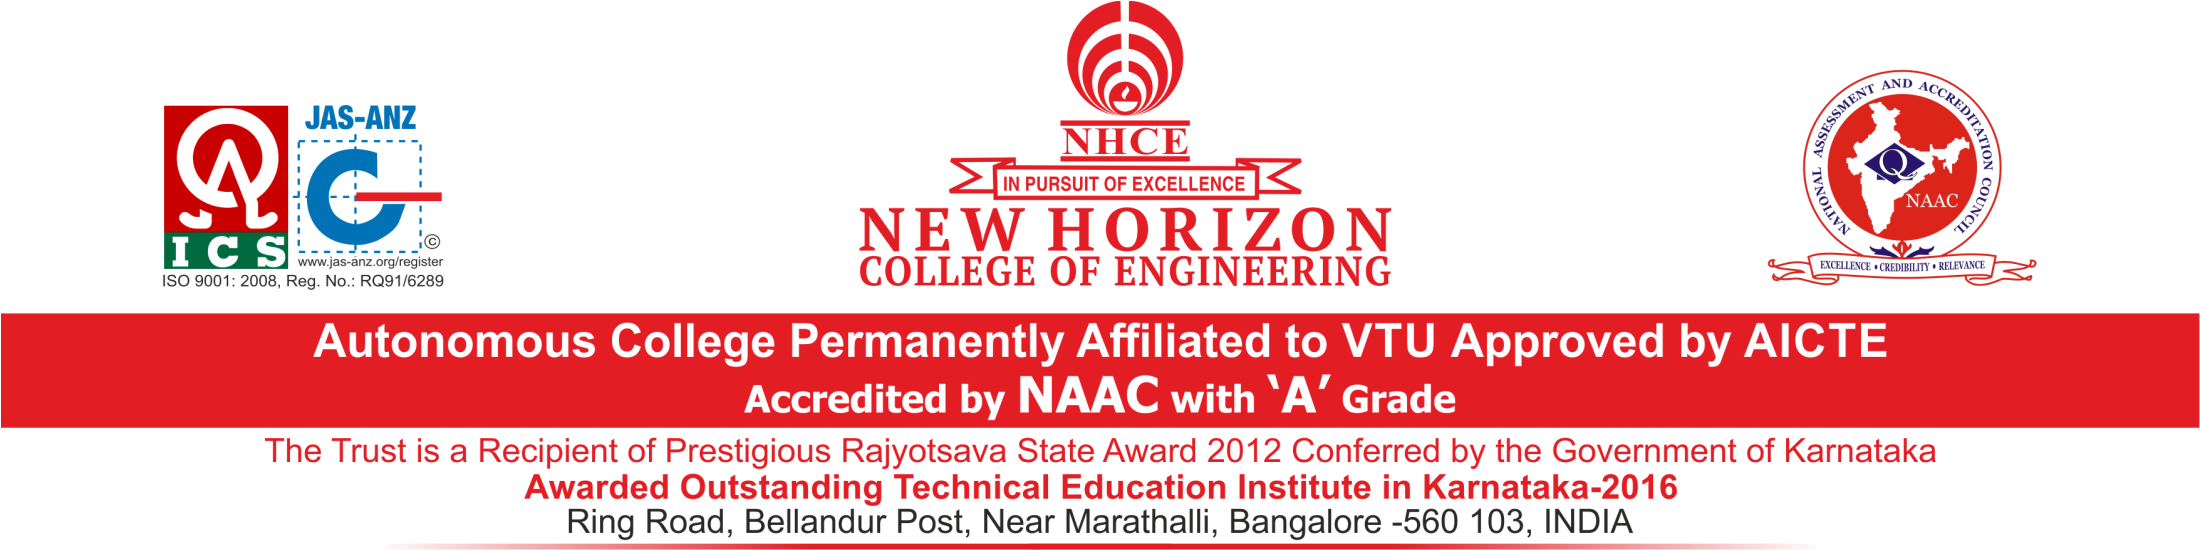 JAS-ANZ
ICS
©
www.jas-anz.org/register
ISO 9001: 2008, Reg. No.: RQ91/6289
NHCE
IN PURSUIT OF EXCELLENCE
NEW HORIZON
COLLEGE OF ENGINEERING
NATIONAL ASSESSMENT AND ACCREDITATION COUNCIL
Q
NAAC
EXCELLENCE • CREDIBILITY • RELEVANCE
Autonomous College Permanently Affiliated to VTU Approved by AICTE
Accredited by NAAC with ‘A’ Grade
The Trust is a Recipient of Prestigious Rajyotsava State Award 2012 Conferred by the Government of Karnataka
Awarded Outstanding Technical Education Institute in Karnataka-2016
Ring Road, Bellandur Post, Near Marathalli, Bangalore -560 103, INDIA